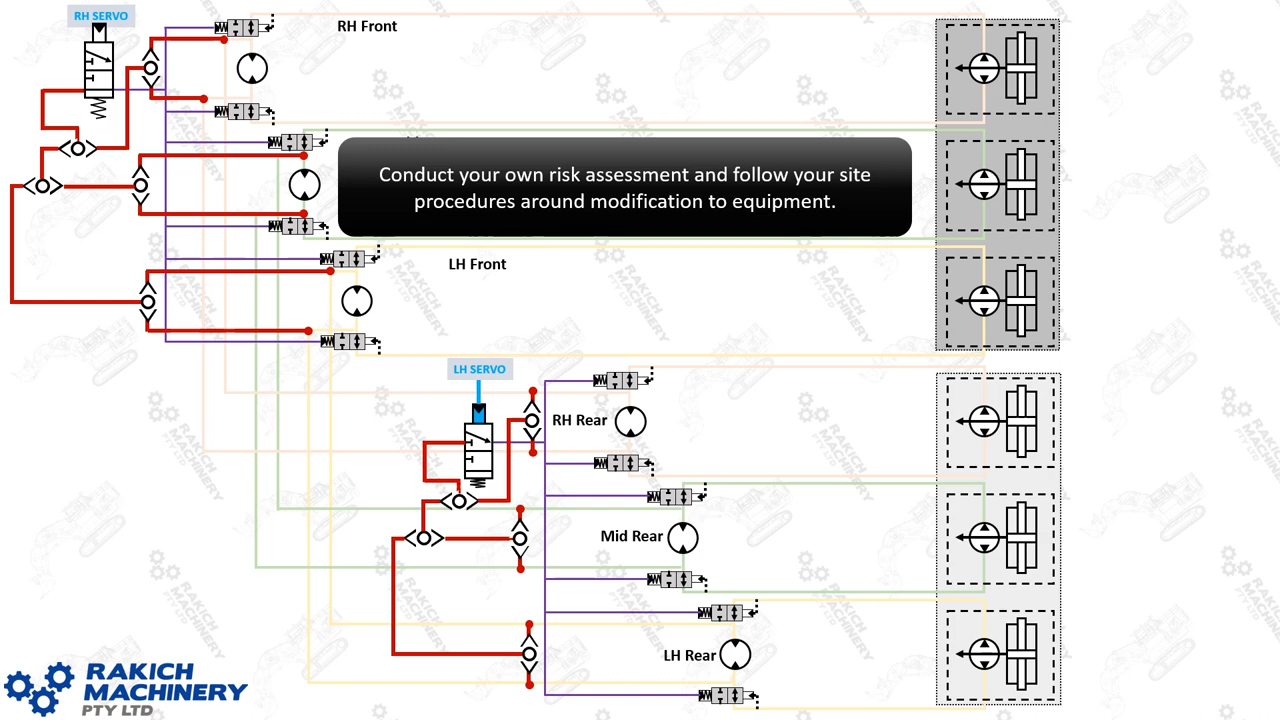 RH SERVO
RH Front
Conduct your own risk assessment and follow your site
procedures around modification to equipment.
LH Front
LH SERVO
RH Rear
Mid Rear
LH Rear
RAKICH
MACHINERY
PTY LTD